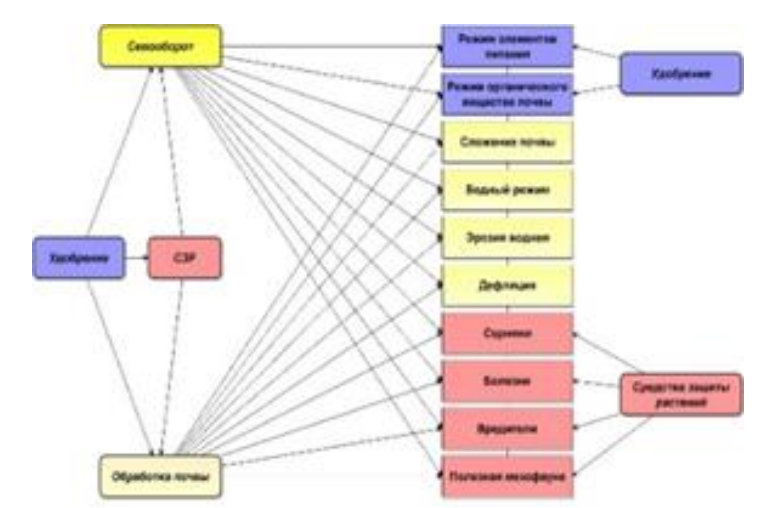 Севооборот
Режим элементов
питания
Удобрение
Режим органического
вещества почвы
Сложение почвы
Водный режим
Эрозия водная
Удобрение
СЗР
Дефляция
Сорняки
Болезни
Средства защиты
растений
Вредители
Обработка почвы
Полезная мезофауна